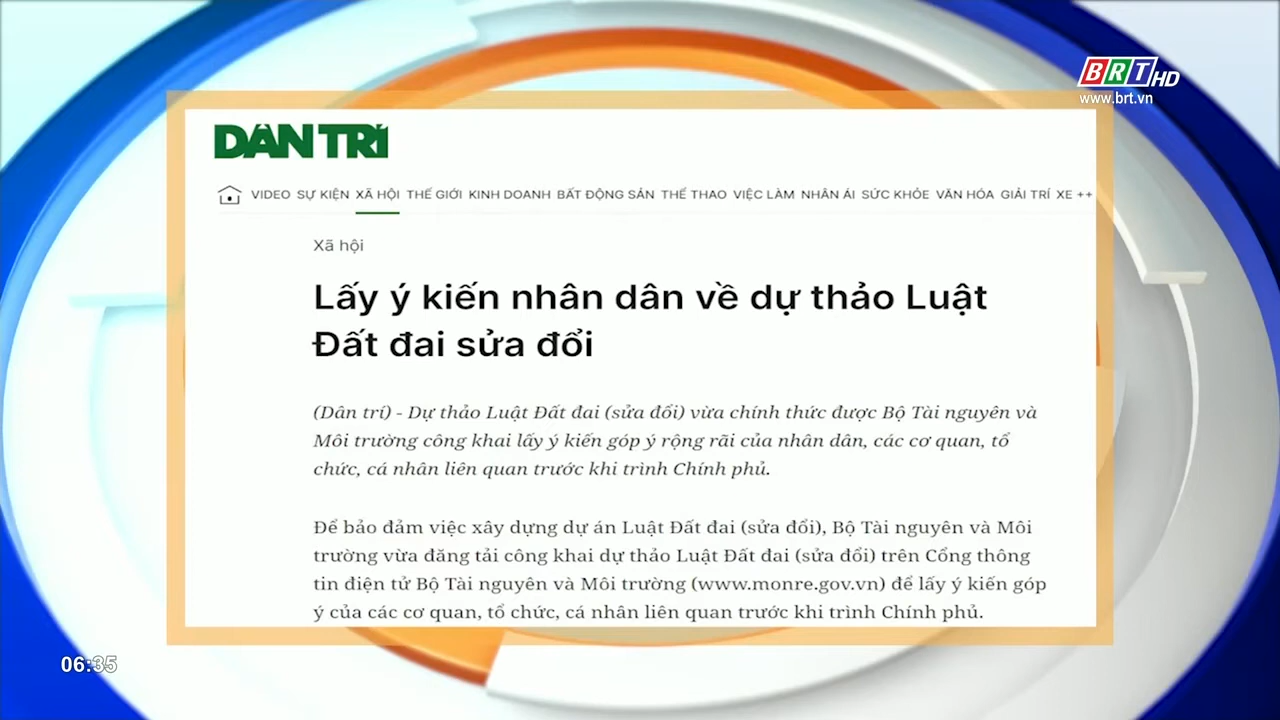 BRT HD
www.brt.vn
DÂN TRÍ
VIDEO SỰ KIỆN XÃ HỘI THẾ GIỚI KINH DOANH BẤT ĐỘNG SẢN THỂ THAO VIỆC LÀM NHÂN ÁI SỨC KHỎE VĂN HÓA GIẢI TRÍ XE ++
Xã hội
Lấy ý kiến nhân dân về dự thảo Luật
Đất đai sửa đổi
(Dân trí) - Dự thảo Luật Đất đai (sửa đổi) vừa chính thức được Bộ Tài nguyên và
Môi trường công khai lấy ý kiến góp ý rộng rãi của nhân dân, các cơ quan, tổ
chức, cá nhân liên quan trước khi trình Chính phủ.
Để bảo đảm việc xây dựng dự án Luật Đất đai (sửa đổi), Bộ Tài nguyên và Môi
trường vừa đăng tải công khai dự thảo Luật Đất đai (sửa đổi) trên Cổng thông
tin điện tử Bộ Tài nguyên và Môi trường (www.monre.gov.vn) để lấy ý kiến góp
ý của các cơ quan, tổ chức, cá nhân liên quan trước khi trình Chính phủ.
06:35